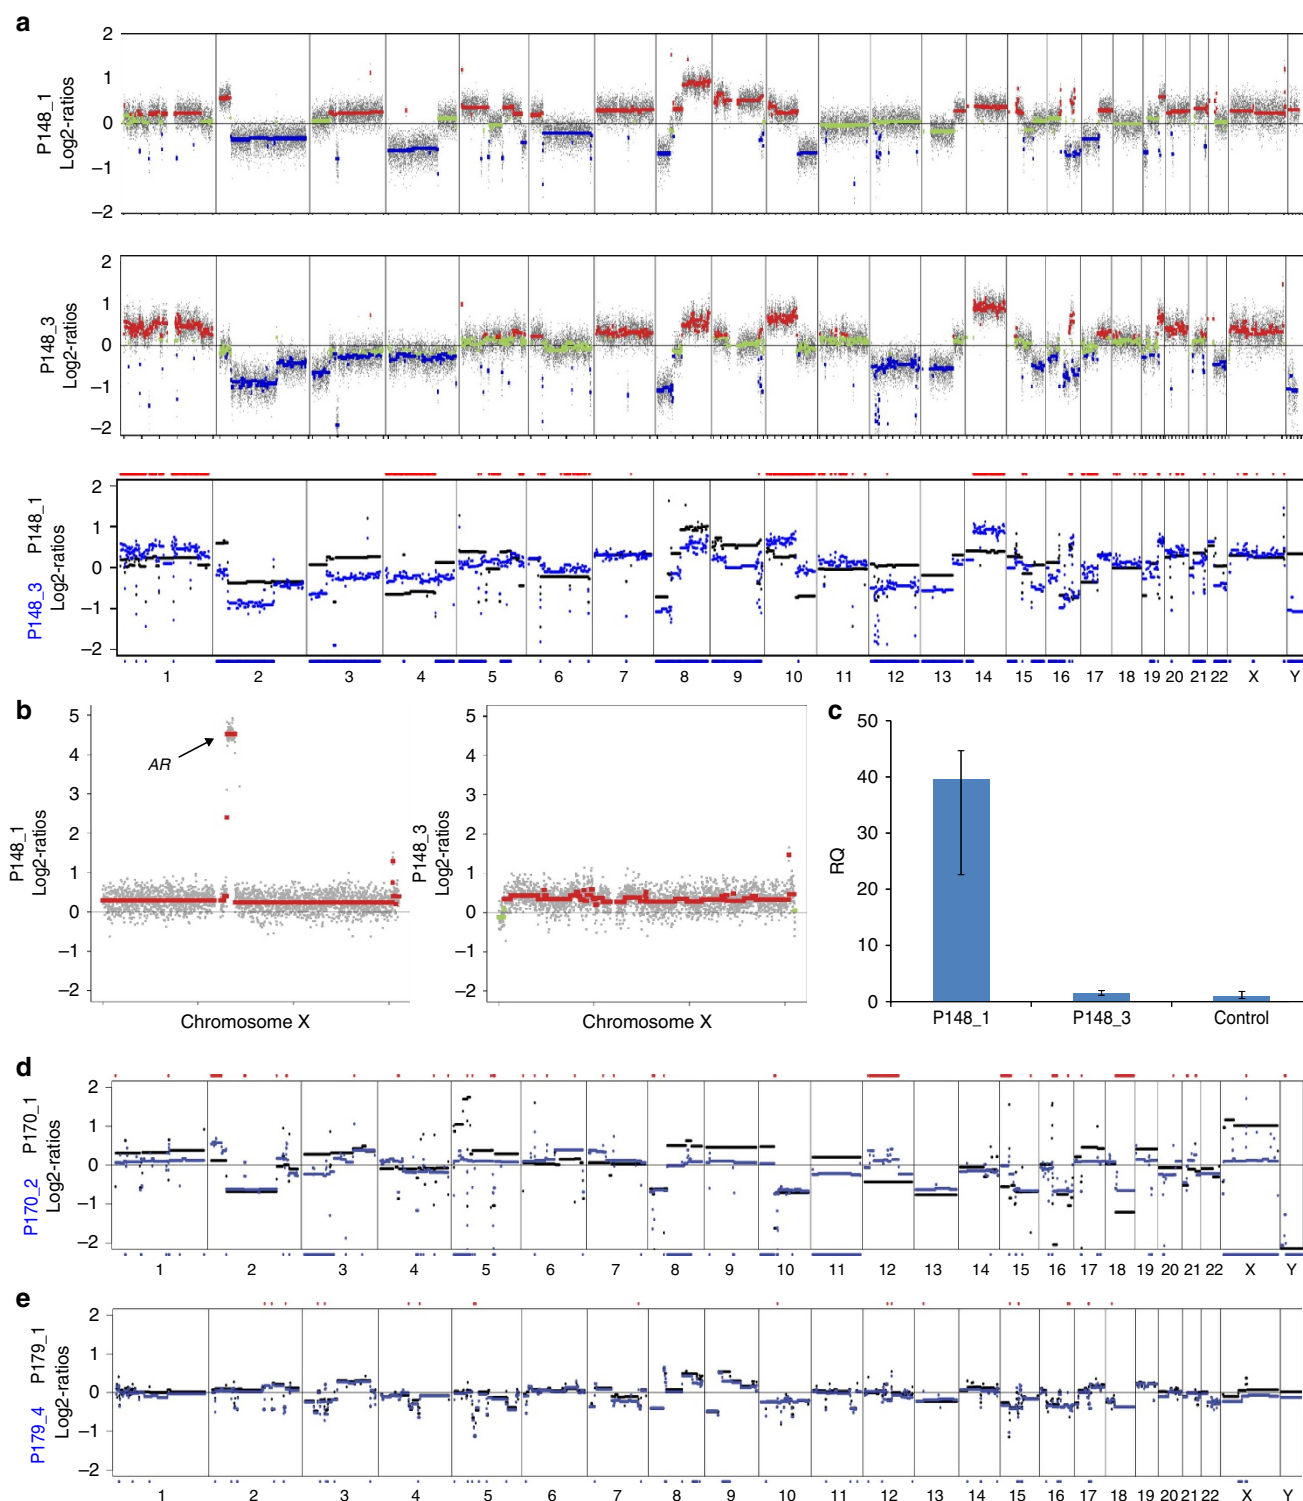 a
P148_1
Log2-ratios
2
1
0
–1
–2
P148_3
Log2-ratios
2
1
0
–1
–2
P148_3 P148_1
Log2-ratios
2
1
0
–1
–2
1 2 3 4 5 6 7 8 9 10 11 12 13 14 15 16 17 18 19 20 21 22 X Y
b
P148_1
Log2-ratios
5
4
3
2
1
0
–1
–2
AR
Chromosome X
P148_3
Log2-ratios
5
4
3
2
1
0
–1
–2
Chromosome X
c
RQ
50
40
30
20
10
0
P148_1 P148_3 Control
d
P170_2 P170_1
Log2-ratios
2
1
0
–1
–2
1 2 3 4 5 6 7 8 9 10 11 12 13 14 15 16 17 18 19 20 21 22 X Y
e
P179_4 P179_1
Log2-ratios
2
1
0
–1
–2
1 2 3 4 5 6 7 8 9 10 11 12 13 14 15 16 17 18 19 20 21 22 X Y